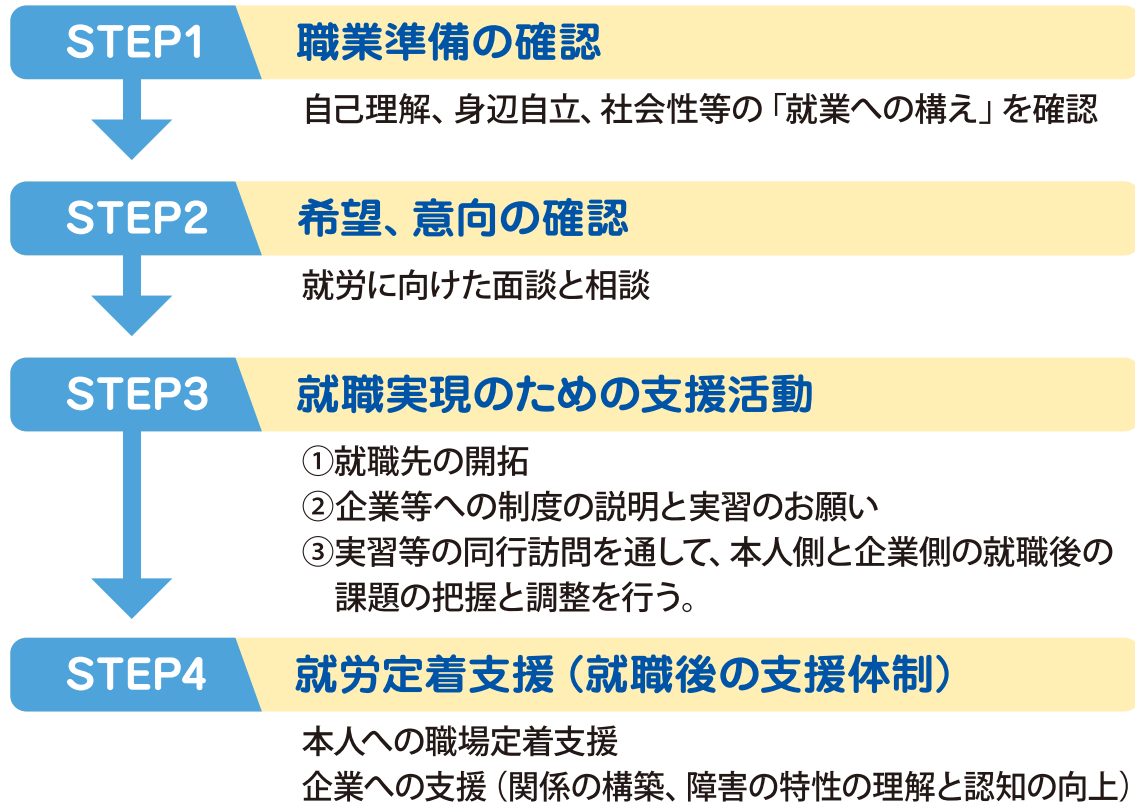 STEP1 職業準備の確認
自己理解、身辺自立、社会性等の「就業への構え」を確認
STEP2 希望、意向の確認
就労に向けた面談と相談
STEP3 就職実現のための支援活動
①就職先の開拓
②企業等への制度の説明と実習のお願い
③実習等の同行訪問を通して、本人側と企業側の就職後の
課題の把握と調整を行う。
STEP4 就労定着支援（就職後の支援体制）
本人への職場定着支援
企業への支援（関係の構築、障害の特性の理解と認知の向上）